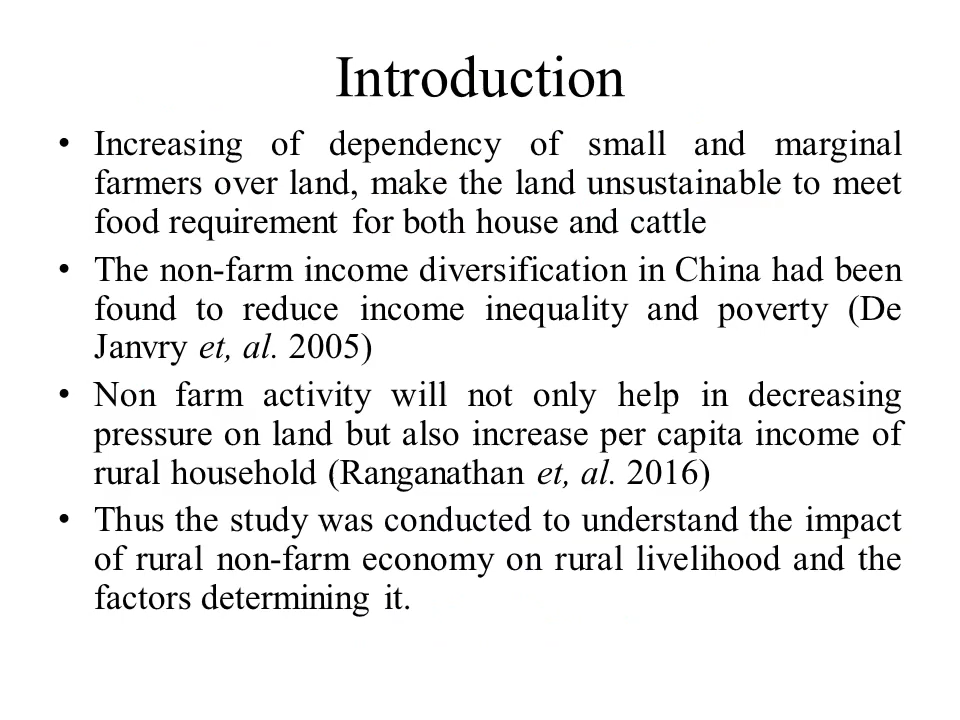 Introduction
• Increasing of dependency of small and marginal
farmers over land, make the land unsustainable to meet
food requirement for both house and cattle
• The non-farm income diversification in China had been
found to reduce income inequality and poverty (De
Janvry et, al. 2005)
• Non farm activity will not only help in decreasing
pressure on land but also increase per capita income of
rural household (Ranganathan et, al. 2016)
• Thus the study was conducted to understand the impact
of rural non-farm economy on rural livelihood and the
factors determining it.